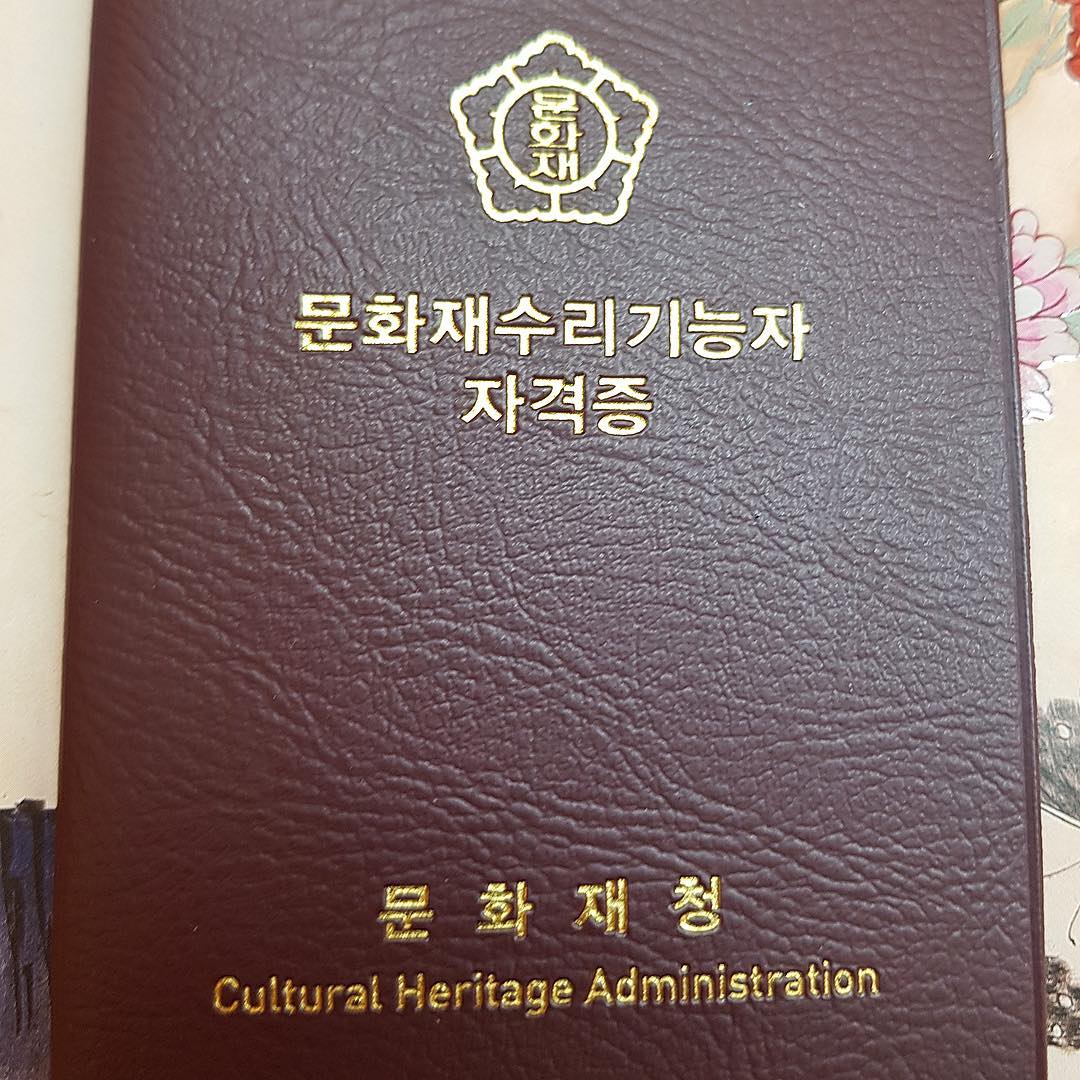 문
화
재
문화재수리기능자
자격증
문 화 재 청
Cultural Heritage Administration